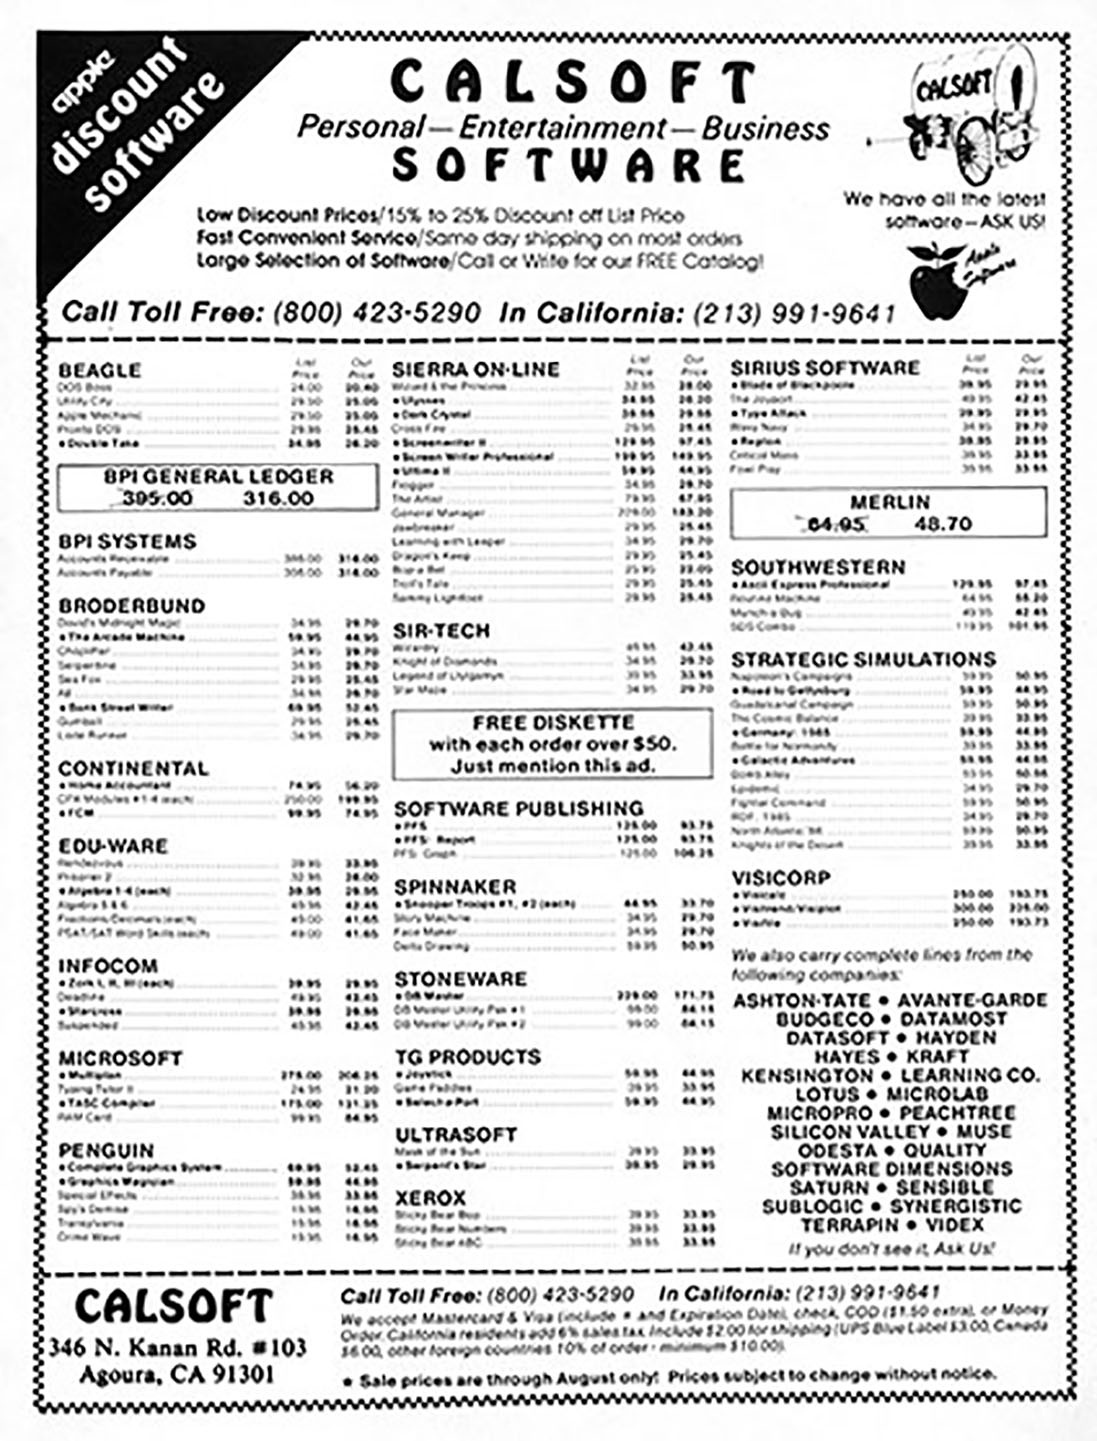 apple
discount
software
CALSOFT
Personal—Entertainment—Business
SOFTWARE
CALSOFT
We have all the latest
software—ASK US!
Apple
Software
Low Discount Prices/15% to 25% Discount off List Price
Fast Convenient Service/Same day shipping on most orders
Large Selection of Software/Call or Write for our FREE Catalog!
Call Toll Free: (800) 423-5290 In California: (213) 991-9641
BEAGLE List Price Our Price
DOS Boss 24.00 20.40
Utility City 29.50 25.05
Apple Mechanic 29.50 25.05
Pronto DOS 29.95 25.45
• Double Take 34.95 26.20
BPI GENERAL LEDGER
395.00 316.00
BPI SYSTEMS
Accounts Receivable 316.00
Accounts Payable 316.00
BRODERBUND
David's Midnight Magic 34.95 29.70
• The Arcade Machine 59.95 44.95
Choplifter 34.95 29.70
Serpentine 34.95 29.70
Sea Fox 29.95 25.45
AE 34.95 29.70
• Bank Street Writer 69.95 52.45
Gumball 29.95 25.45
Lode Runner 34.95 29.70
CONTINENTAL
• Home Accountant 74.95 56.20
CPA Modules #1-4 (each) 250.00 199.95
• FCM 99.95 74.95
EDU-WARE
Rendezvous 39.95 33.95
Prisoner 2 32.95 28.00
• Algebra 1-4 (each) 39.95 29.95
Algebra 5 & 6 49.95 42.45
Fractions/Decimals (each) 49.00 41.65
PSAT/SAT Word Skills (each) 49.00 41.65
INFOCOM
• Zork I, II, III (each) 39.95 29.95
Deadline 49.95 42.45
• Starcross 39.95 29.95
Suspended 49.95 42.45
MICROSOFT
• Multiplan 275.00 206.25
Typing Tutor II 24.95 21.20
• TASC Compiler 175.00 131.25
RAM Card 99.95 84.95
PENGUIN
• Complete Graphics System 69.95 52.45
• Graphics Magician 59.95 44.95
Special Effects 39.95 33.95
Spy's Demise 19.95 16.95
Transylvania 19.95 16.95
Crime Wave 19.95 16.95
SIERRA ON-LINE List Price Our Price
Wizard & the Princess 32.95 28.00
• Ulysses 34.95 26.20
• Dark Crystal 39.95 29.95
Cross Fire 29.95 25.45
• Screenwriter II 129.95 97.45
• Screen Writer Professional 199.95 149.95
• Ultima II 59.95 44.95
Frogger 34.95 29.70
The Artist 79.95 67.95
General Manager 229.00 183.20
Jawbreaker 29.95 25.45
Learning with Leeper 34.95 29.70
Dragon's Keep 29.95 25.45
Bop-a-Bet 25.95 22.05
Troll's Tale 29.95 25.45
Sammy Lightfoot 29.95 25.45
SIR-TECH
Wizardry 49.95 42.45
Knight of Diamonds 34.95 29.70
Legend of Llylgamyn 39.95 33.95
Star Maze 34.95 29.70
FREE DISKETTE
with each order over $50.
Just mention this ad.
SOFTWARE PUBLISHING
• PFS 125.00 93.75
• PFS: Report 125.00 93.75
PFS: Graph 125.00 106.25
SPINNAKER
• Snooper Troops #1, #2 (each) 44.95 33.70
Story Machine 34.95 29.70
Face Maker 34.95 29.70
Delta Drawing 59.95 50.95
STONEWARE
• DB Master 229.00 171.75
DB Master Utility Pak #1 99.00 84.15
DB Master Utility Pak #2 99.00 84.15
TG PRODUCTS
• Joystick 59.95 44.95
Game Paddles 39.95 33.95
• Select-a-Port 59.95 44.95
ULTRASOFT
Mask of the Sun 39.95 33.95
• Serpent's Star 39.95 29.95
XEROX
Sticky Bear Bop 39.95 33.95
Sticky Bear Numbers 39.95 33.95
Sticky Bear ABC 39.95 33.95
SIRIUS SOFTWARE List Price Our Price
• Blade of Blackpoole 39.95 29.95
The Joyport 49.95 42.45
• Type Attack 39.95 29.95
Wavy Navy 34.95 29.70
• Repton 39.95 29.95
Critical Mass 39.95 33.95
Fowl Play 39.95 33.95
MERLIN
64.95 48.70
SOUTHWESTERN
• Ascii Express Professional 129.95 97.45
Routine Machine 64.95 55.20
Munch-a-Bug 49.95 42.45
SDS Combo 119.95 101.95
STRATEGIC SIMULATIONS
Napoleon's Campaigns 59.95 50.95
• Road to Gettysburg 59.95 44.95
Guadalcanal Campaign 59.95 50.95
The Cosmic Balance 39.95 33.95
• Germany: 1985 59.95 44.95
Battle for Normandy 39.95 33.95
• Galactic Adventures 59.95 44.95
Bomb Alley 59.95 50.95
Epidemic 34.95 29.70
Fighter Command 59.95 50.95
RDF: 1985 34.95 29.70
North Atlantic '86 59.95 50.95
Knights of the Desert 39.95 33.95
VISICORP
• Visicalc 250.00 193.75
• Visitrend/Visiplot 300.00 225.00
• Visifile 250.00 193.75
We also carry complete lines from the
following companies:
ASHTON-TATE • AVANTE-GARDE
BUDGECO • DATAMOST
DATASOFT • HAYDEN
HAYES • KRAFT
KENSINGTON • LEARNING CO.
LOTUS • MICROLAB
MICROPRO • PEACHTREE
SILICON VALLEY • MUSE
ODESTA • QUALITY
SOFTWARE DIMENSIONS
SATURN • SENSIBLE
SUBLOGIC • SYNERGISTIC
TERRAPIN • VIDEX
If you don't see it, Ask Us!
CALSOFT
346 N. Kanan Rd. #103
Agoura, CA 91301
Call Toll Free: (800) 423-5290 In California: (213) 991-9641
We accept Mastercard & Visa (include # and Expiration Date), check, COD ($1.50 extra), or Money
Order, California residents add 6% sales tax. Include $2.00 for shipping (UPS Blue Label $3.00, Canada
$6.00, other foreign countries 10% of order - minimum $10.00).
• Sale prices are through August only! Prices subject to change without notice.